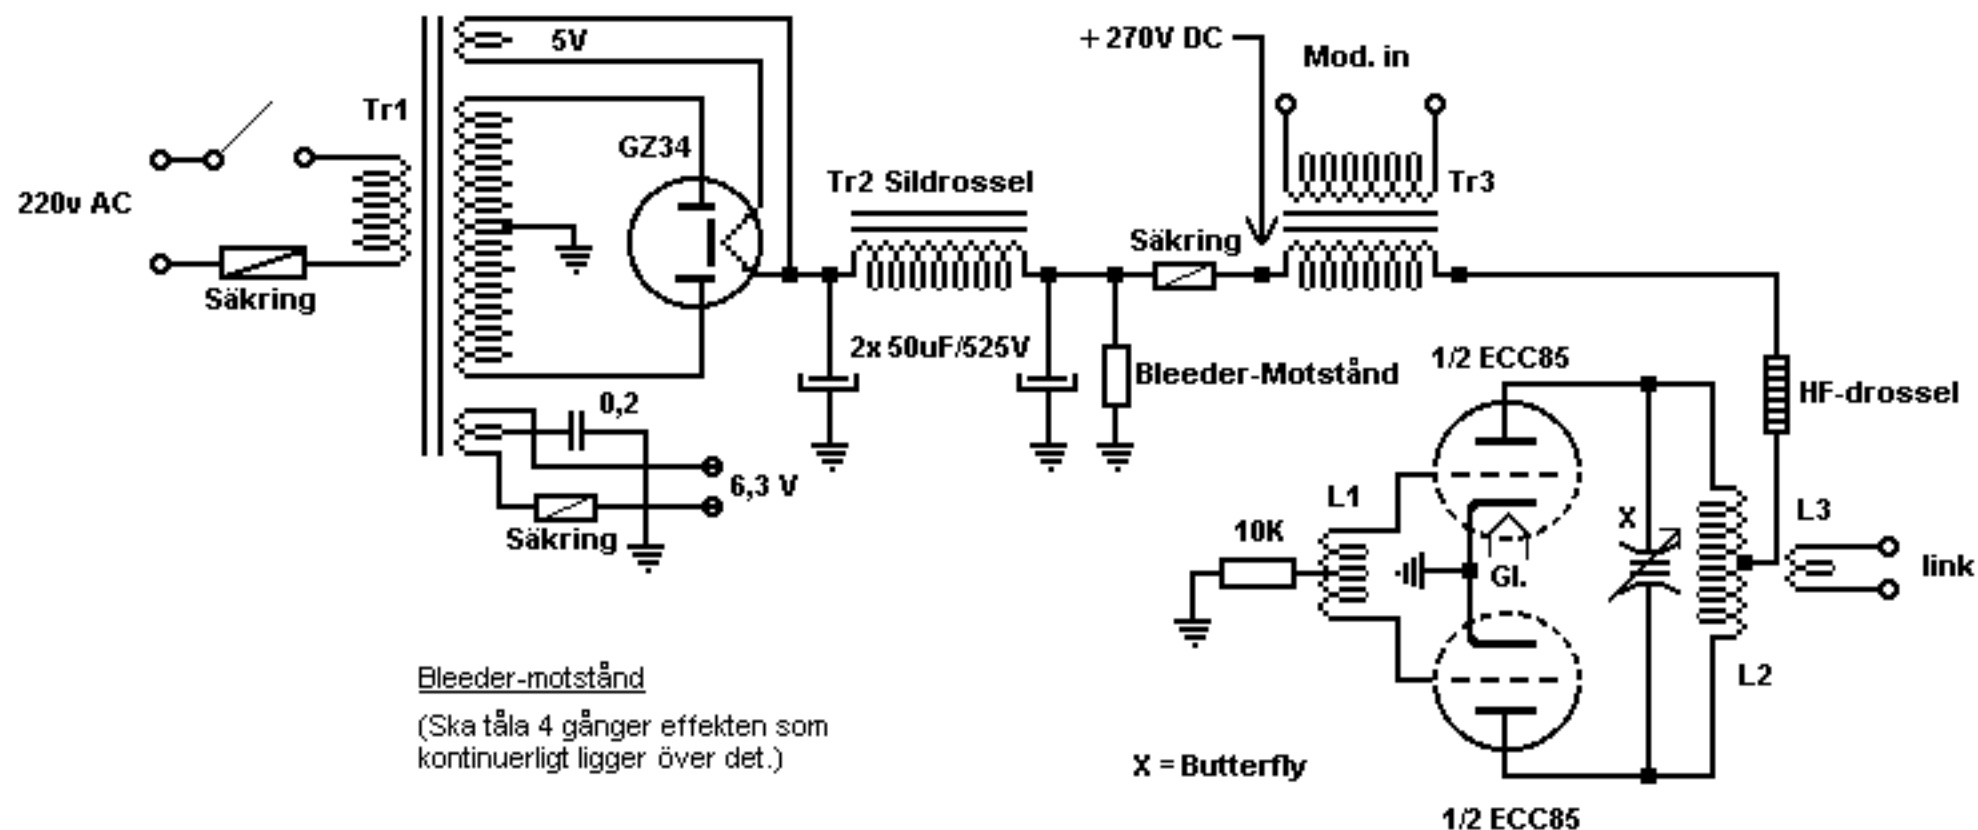 5V
+270V DC
Mod. in
Tr1
GZ34
Tr2 Sildrossel
Tr3
220v AC
Säkring
Säkring
2x 50uF/525V
Bleeder-Motstånd
1/2 ECC85
HF-drossel
0,2
6,3 V
Säkring
L1
10K
X
L3
Gl.
link
L2
Bleeder-motstånd
(Ska tåla 4 gånger effekten som
kontinuerligt ligger över det.)
X = Butterfly
1/2 ECC85